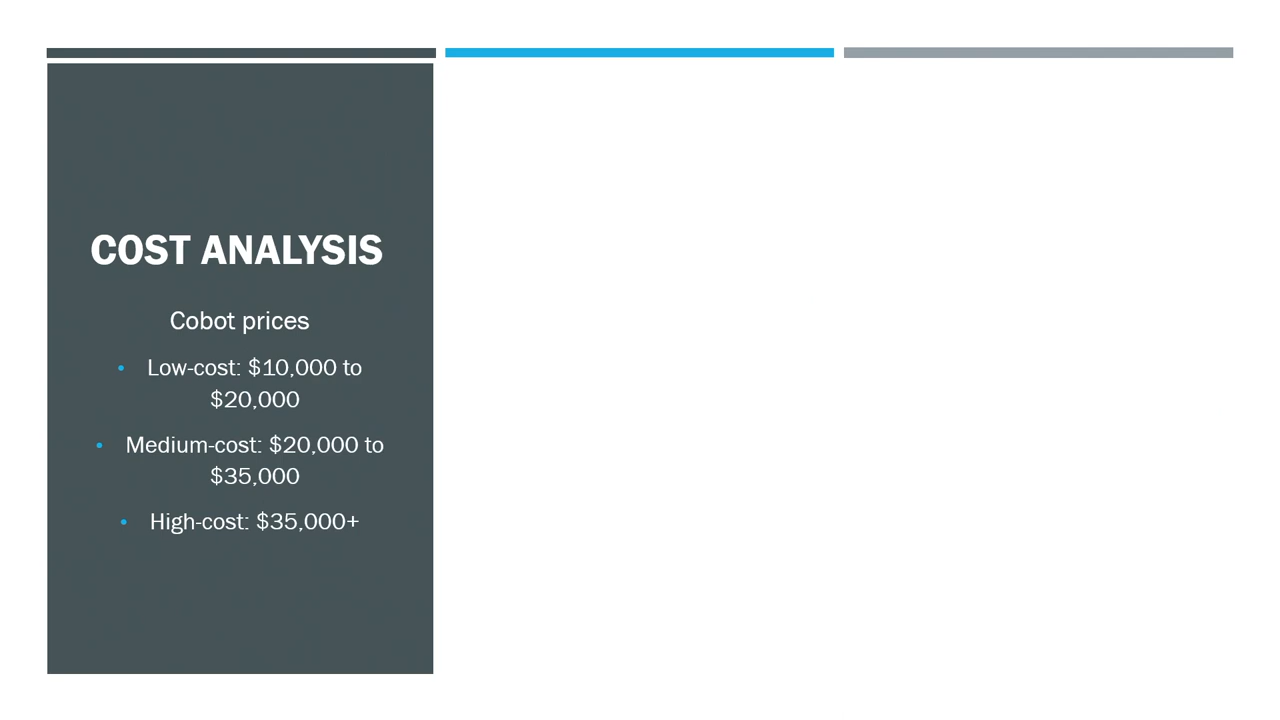 COST ANALYSIS
Cobot prices
• Low-cost: $10,000 to
$20,000
• Medium-cost: $20,000 to
$35,000
• High-cost: $35,000+